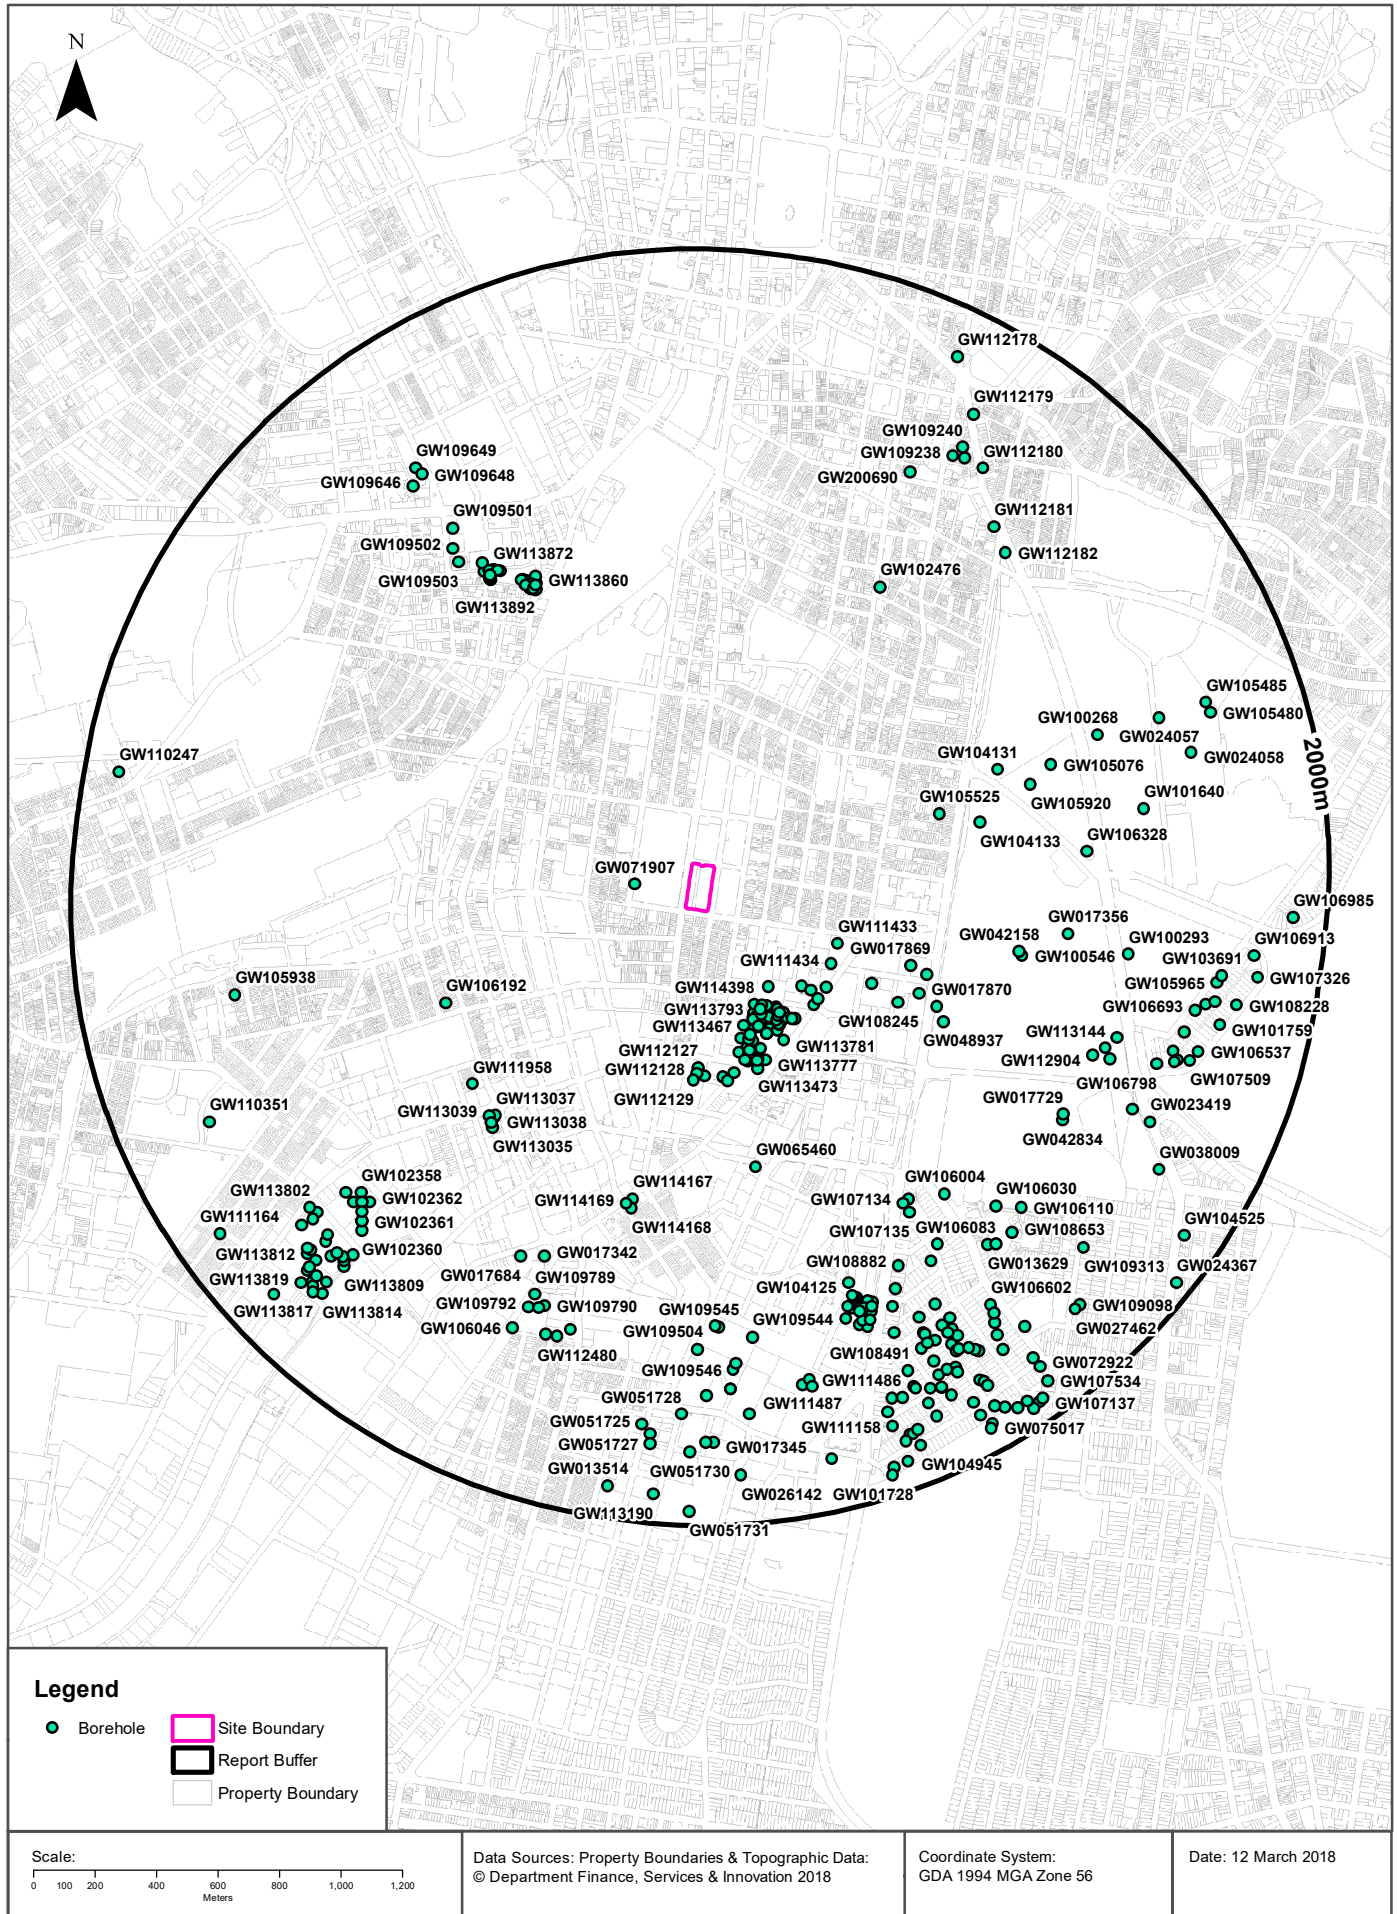 N
GW112178
GW112179
GW109240
GW109238
GW112180
GW200690
GW109649
GW109648
GW109646
GW109501
GW112181
GW109502
GW113872
GW112182
GW109503
GW113860
GW102476
GW113892
GW105485
GW100268
GW105480
GW024057
GW110247
GW104131
GW024058
GW105076
2000m
GW105525
GW105920
GW101640
GW104133
GW106328
GW071907
GW106985
GW017356
GW111433
GW042158
GW100293
GW017869
GW103691
GW106913
GW111434
GW100546
GW105938
GW106192
GW114398
GW105965
GW107326
GW017870
GW113793
GW106693
GW108228
GW108245
GW113467
GW101759
GW113144
GW048937
GW113781
GW112127
GW106537
GW112904
GW113777
GW112128
GW107509
GW111958
GW113473
GW106798
GW112129
GW017729
GW113037
GW113039
GW023419
GW110351
GW113038
GW042834
GW113035
GW065460
GW038009
GW102358
GW106004
GW114167
GW113802
GW106030
GW102362
GW114169
GW107134
GW111164
GW106110
GW102361
GW114168
GW104525
GW107135
GW106083
GW108653
GW113812
GW102360
GW017342
GW108882
GW013629
GW109313
GW024367
GW017684
GW113819
GW109789
GW113809
GW104125
GW106602
GW113817
GW113814
GW109792
GW109790
GW109545
GW109098
GW109544
GW106046
GW109504
GW027462
GW112480
GW108491
GW109546
GW072922
GW111486
GW107534
GW051728
GW111487
GW107137
GW051725
GW111158
GW075017
GW051727
GW017345
GW104945
GW013514
GW051730
GW026142
GW101728
GW113190
GW051731
Legend
Borehole
Site Boundary
Report Buffer
Property Boundary
Scale:
0 100 200 400 600 800 1,000 1,200
Meters
Data Sources: Property Boundaries & Topographic Data:
© Department Finance, Services & Innovation 2018
Coordinate System:
GDA 1994 MGA Zone 56
Date: 12 March 2018